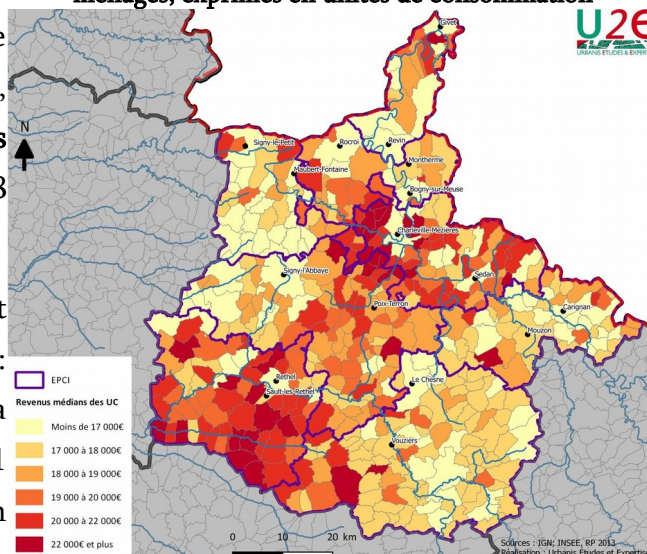 ménages, exprimés en unités de consommation
U2E
URBANIS ETUDES & EXPERT
N
Givet
Signy-le-Petit
Rocroi
Revin
Maubert-Fontaine
Montherme
Bogny-sur-Meuse
Charleville-Mézières
Signy-l'Abbaye
Sedan
Poix-Terron
Carignan
Mouzon
Rethel
Sault-lès-Rethel
Le Chesne
Vouziers
EPCI
Revenus médians des UC
Moins de 17 000€
17 000 à 18 000€
18 000 à 19 000€
19 000 à 20 000€
20 000 à 22 000€
22 000€ et plus
0 10 20 km
Sources : IGN; INSEE, RP 2013
Réalisation : Urbanis Etudes et Expertise